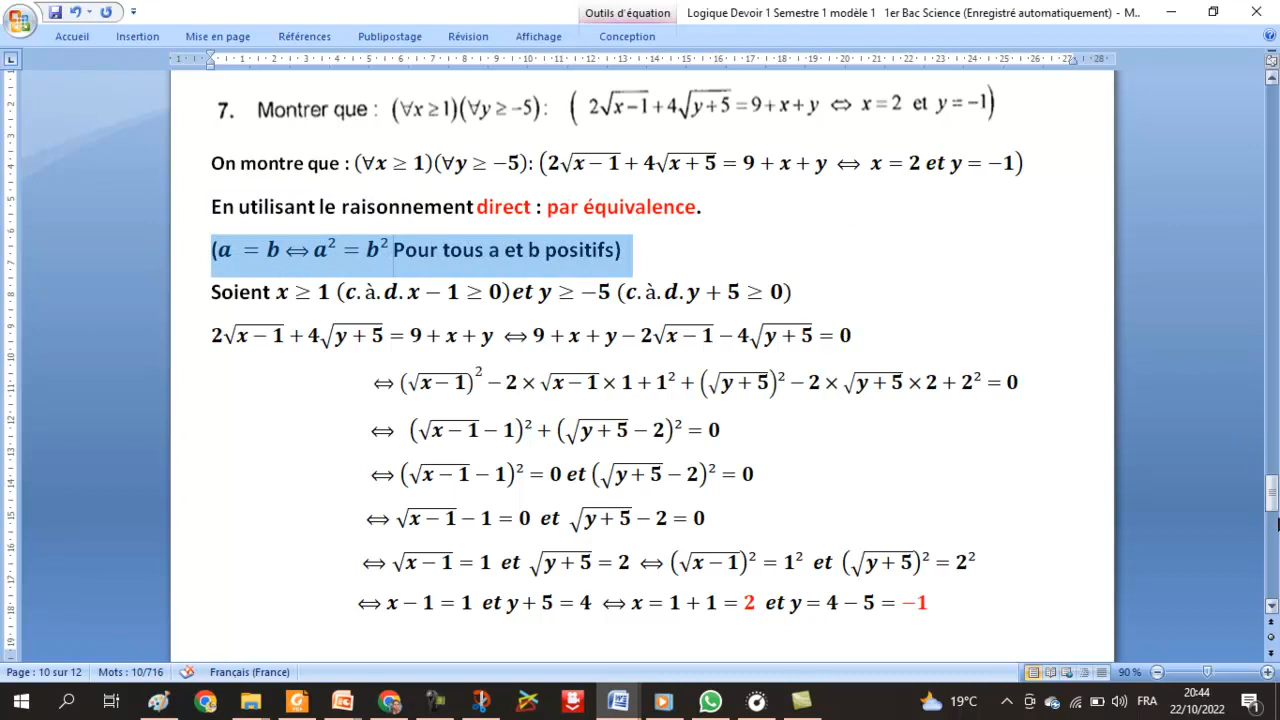 Outils d'équation
Logique Devoir 1 Semestre 1 modèle 1 1er Bac Science (Enregistré automatiquement) - M..
Accueil Insertion Mise en page Références Publipostage Révision Affichage Conception
7. Montrer que : (∀x ≥ 1)(∀y ≥ −5): ( 2√(x−1) + 4√(y+5) = 9 + x + y ⇔ x = 2 et y = −1)
On montre que : (∀x ≥ 1)(∀y ≥ −5): (2√(x − 1) + 4√(x + 5) = 9 + x + y ⇔ x = 2 et y = −1)
En utilisant le raisonnement direct : par équivalence.
(a = b ⇔ a² = b² Pour tous a et b positifs)
Soient x ≥ 1 (c.à.d. x − 1 ≥ 0)et y ≥ −5 (c.à.d. y + 5 ≥ 0)
2√(x − 1) + 4√(y + 5) = 9 + x + y ⇔ 9 + x + y − 2√(x − 1) − 4√(y + 5) = 0
⇔ (√(x − 1))² − 2 × √(x − 1) × 1 + 1² + (√(y + 5))² − 2 × √(y + 5) × 2 + 2² = 0
⇔ (√(x − 1) − 1)² + (√(y + 5) − 2)² = 0
⇔ (√(x − 1) − 1)² = 0 et (√(y + 5) − 2)² = 0
⇔ √(x − 1) − 1 = 0 et √(y + 5) − 2 = 0
⇔ √(x − 1) = 1 et √(y + 5) = 2 ⇔ (√(x − 1))² = 1² et (√(y + 5))² = 2²
⇔ x − 1 = 1 et y + 5 = 4 ⇔ x = 1 + 1 = 2 et y = 4 − 5 = −1
Page : 10 sur 12 Mots : 10/716 Français (France) 90 %
19°C FRA 20:44
22/10/2022